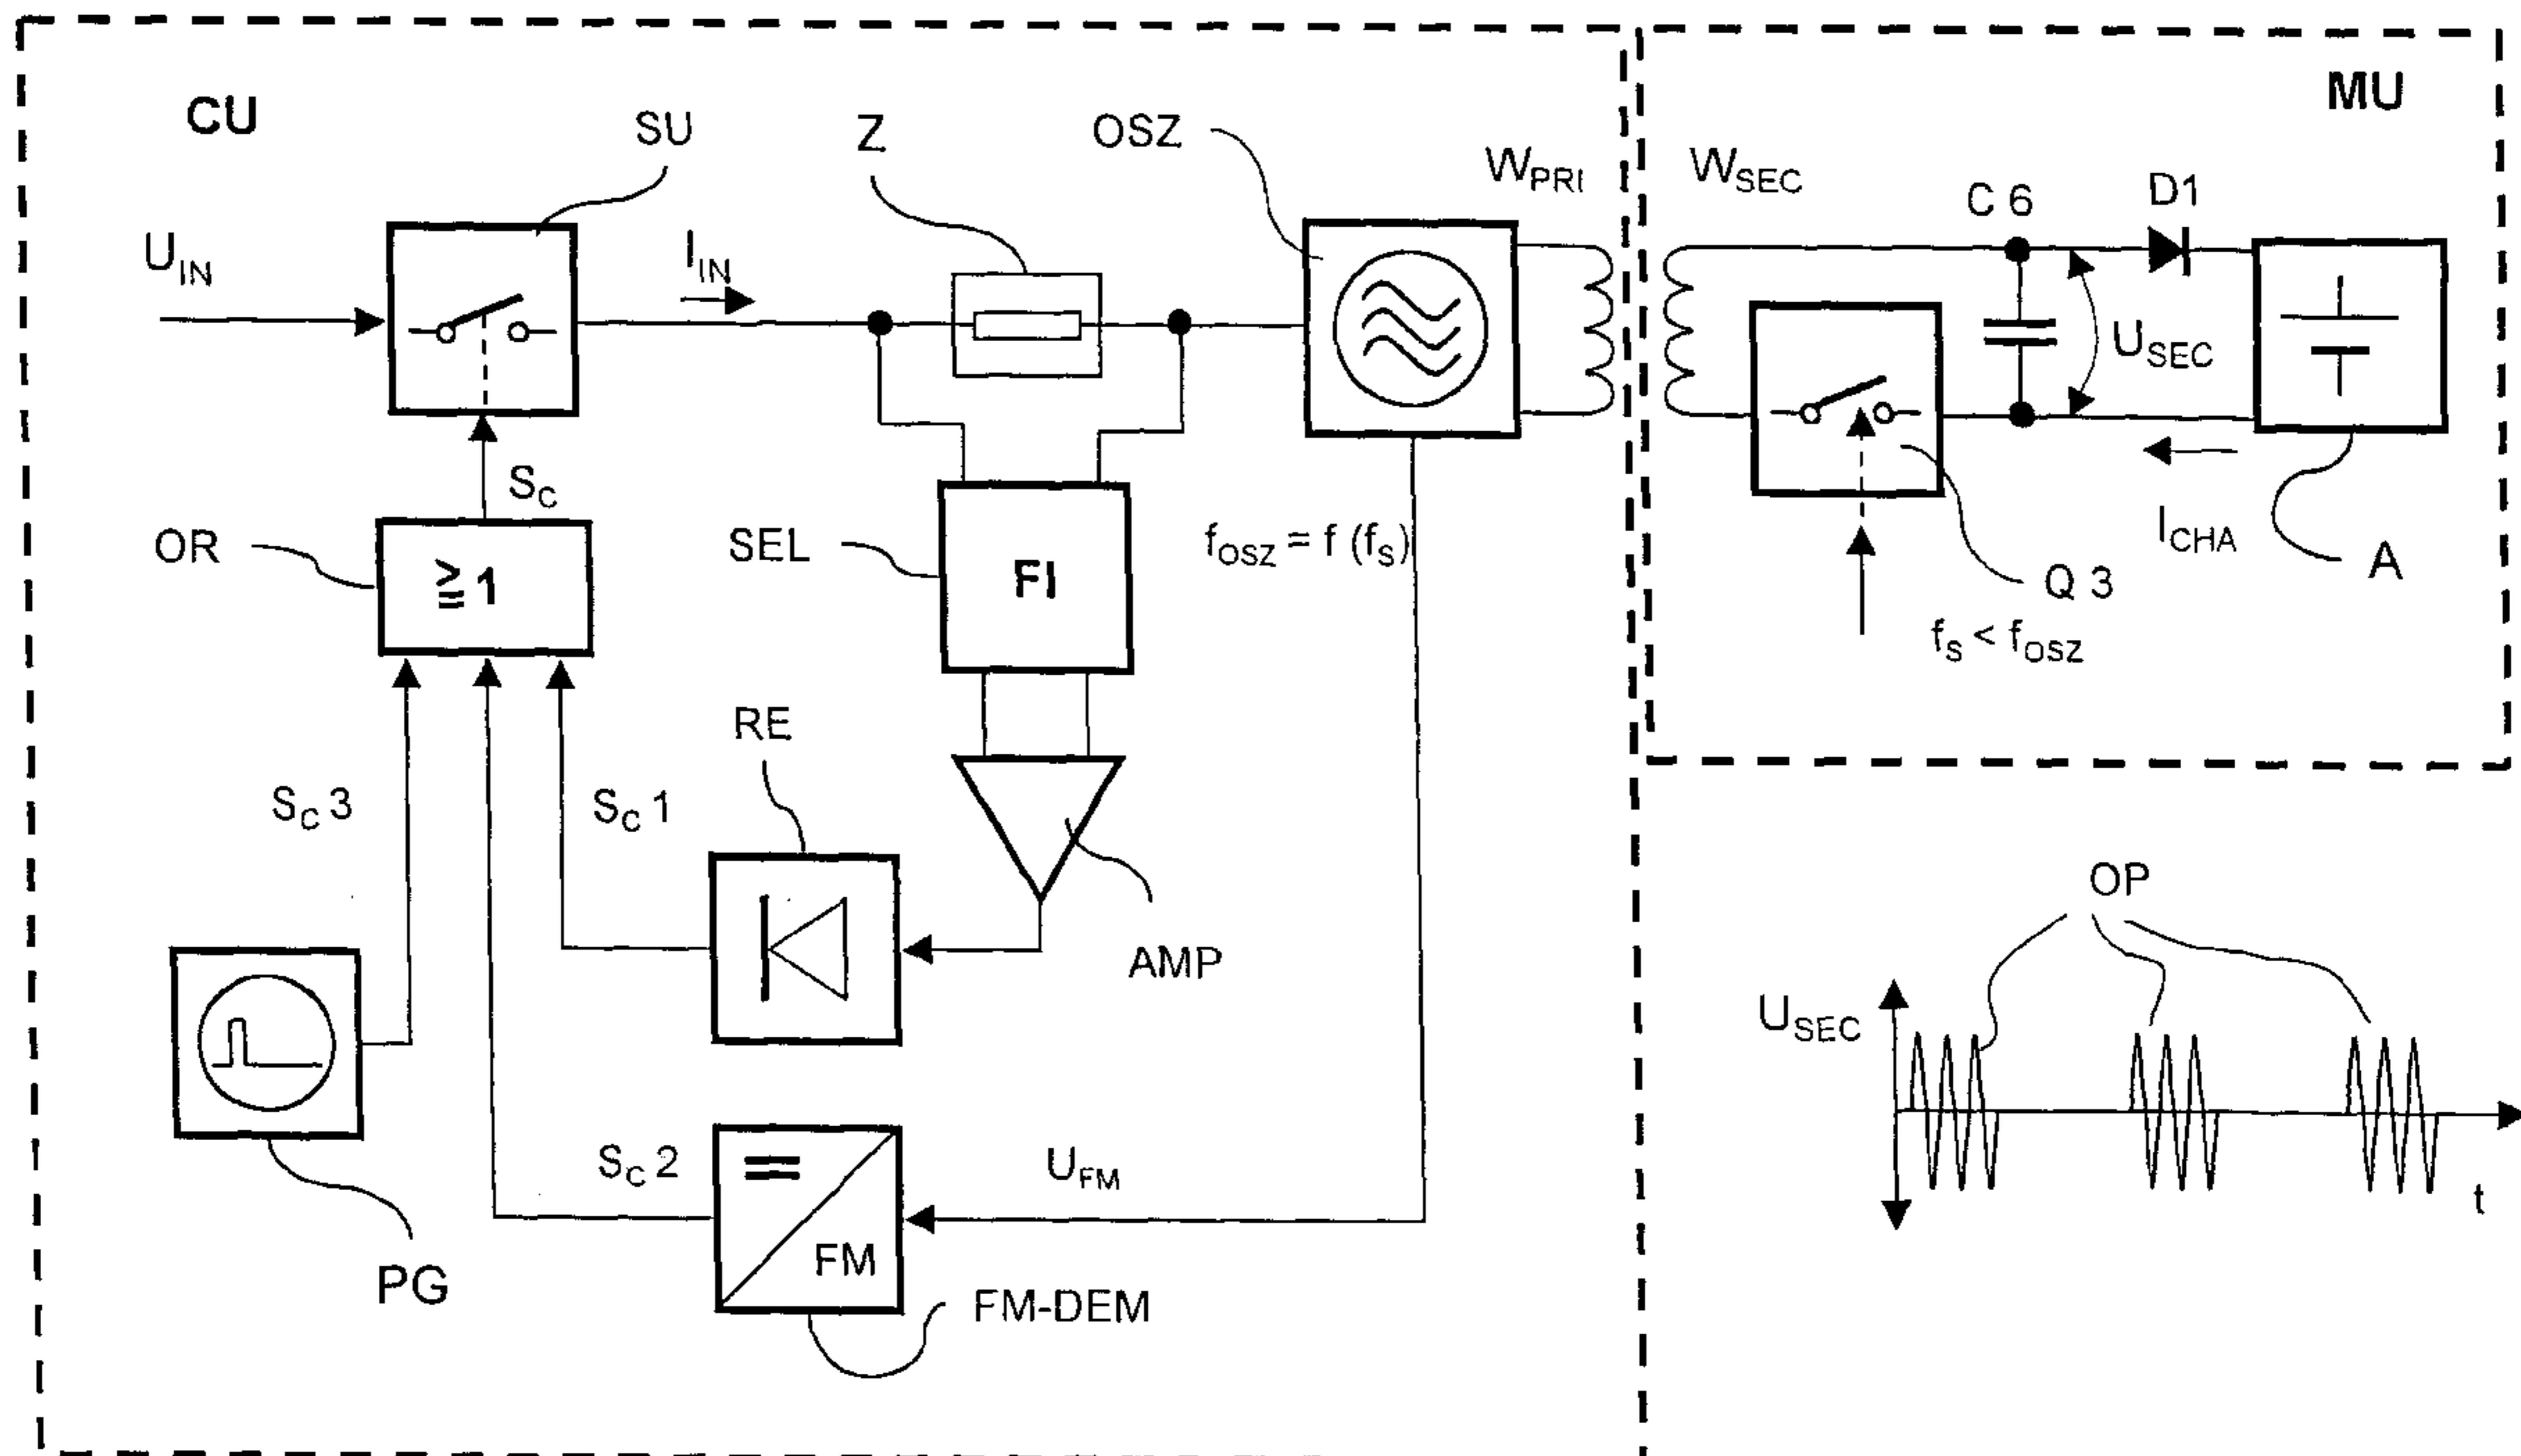 CU
MU
SU
Z
OSZ
W_PRI
W_SEC
C 6
D1
U_IN
I_IN
U_SEC
S_C
OR
≧ 1
SEL
FI
f_OSZ = f (f_S)
I_CHA
A
Q 3
f_S < f_OSZ
RE
S_C 3
S_C 1
AMP
OP
U_SEC
t
S_C 2
U_FM
FM
PG
FM-DEM